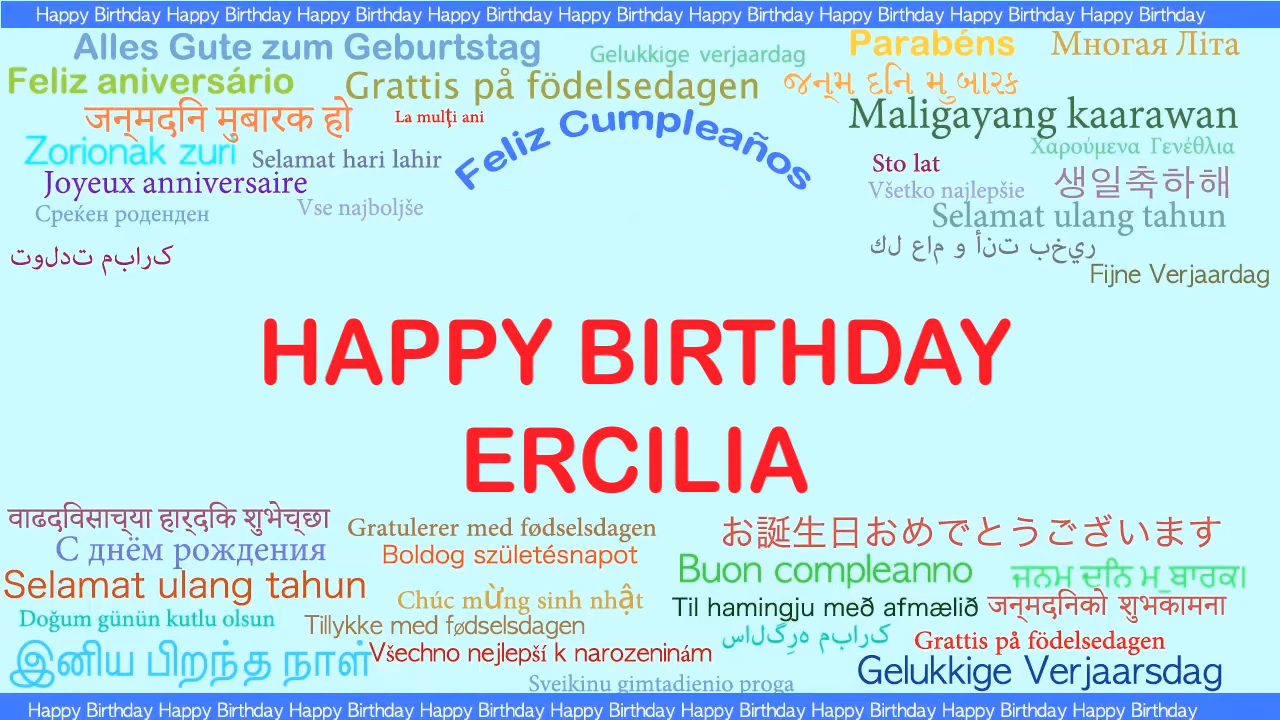 Happy Birthday Happy Birthday Happy Birthday Happy Birthday Happy Birthday Happy Birthday Happy Birthday Happy Birthday Happy Birthday
Alles Gute zum Geburtstag
Gelukkige verjaardag
Parabéns
Многая Літа
Feliz aniversário
Grattis på födelsedagen
જન્મ દિન મુબારક
जन्मदिन मुबारक हो
La mulţi ani
Feliz Cumpleaños
Maligayang kaarawan
Zorionak zuri
Selamat hari lahir
Χαρούμενα Γενέθλια
Sto lat
Joyeux anniversaire
Všetko najlepšie
생일축하해
Среќен роденден
Vse najboljše
Selamat ulang tahun
تولدت مبارک
كل عام و أنت بخير
Fijne Verjaardag
HAPPY BIRTHDAY
ERCILIA
वाढदिवसाच्या हार्दिक शुभेच्छा
Gratulerer med fødselsdagen
お誕生日おめでとうございます
С днём рождения
Boldog születésnapot
Buon compleanno
ਜਨਮ ਦਿਨ ਮੁਬਾਰਕ।
Selamat ulang tahun
Chúc mừng sinh nhật
Til hamingju með afmælið
जन्मदिनको शुभकामना
Doğum günün kutlu olsun
Tillykke med fødselsdagen
سالگرہ مبارک
Grattis på födelsedagen
இனிய பிறந்த நாள்
Všechno nejlepší k narozeninám
Gelukkige Verjaarsdag
Sveikinu gimtadienio proga
Happy Birthday Happy Birthday Happy Birthday Happy Birthday Happy Birthday Happy Birthday Happy Birthday Happy Birthday Happy Birthday